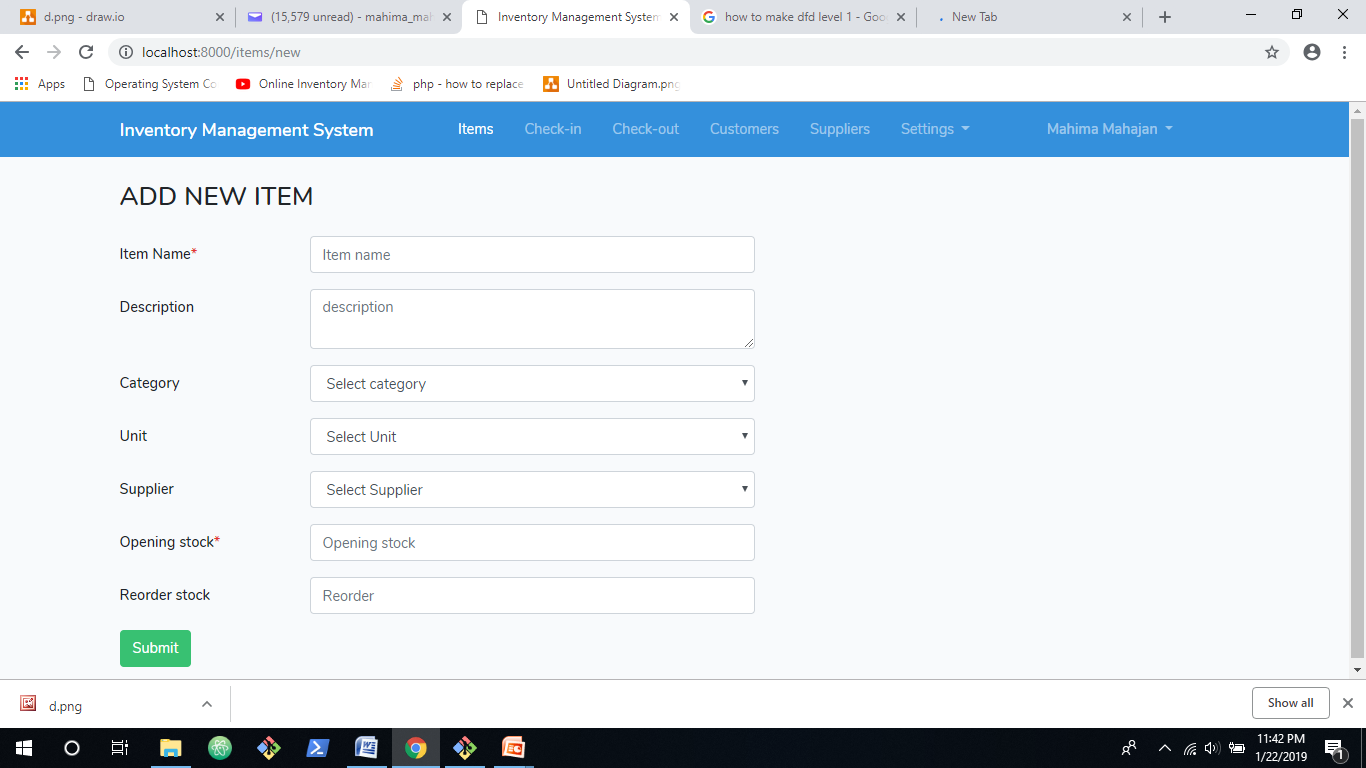 d.png - draw.io
(15,579 unread) - mahima_mah
Inventory Management System
how to make dfd level 1 - Goo
New Tab
localhost:8000/items/new
Apps
Operating System Co
Online Inventory Man
php - how to replace
Untitled Diagram.png
Inventory Management System Items Check-in Check-out Customers Suppliers Settings Mahima Mahajan
ADD NEW ITEM
Item Name* Item name
Description description
Category Select category
Unit Select Unit
Supplier Select Supplier
Opening stock* Opening stock
Reorder stock Reorder
Submit
d.png
Show all
11:42 PM
1/22/2019
1